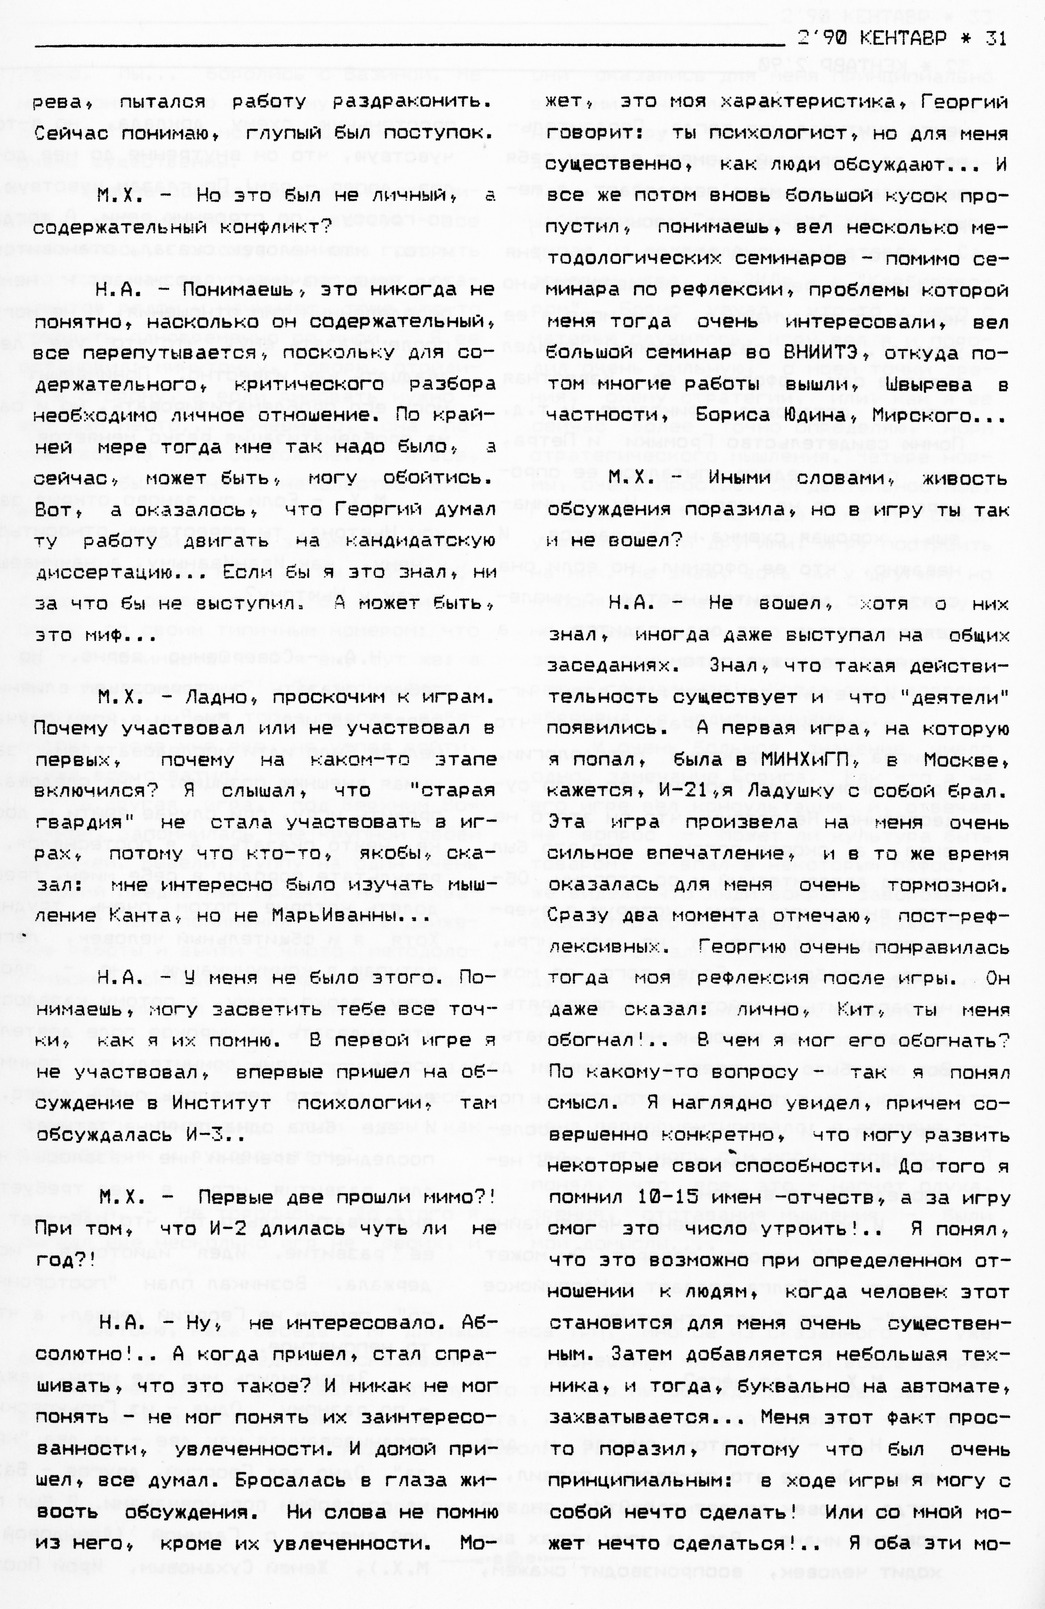 2'90 КЕНТАВР * 31
рева, пытался работу раздраконить.
Сейчас понимаю, глупый был поступок.
М.Х. - Но это был не личный, а
содержательный конфликт?
Н.А. - Понимаешь, это никогда не
понятно, насколько он содержательный,
все перепутывается, поскольку для со-
держательного, критического разбора
необходимо личное отношение. По край-
ней мере тогда мне так надо было, а
сейчас, может быть, могу обойтись.
Вот, а оказалось, что Георгий думал
ту работу двигать на кандидатскую
диссертацию... Если бы я это знал, ни
за что бы не выступил. А может быть,
это миф...
М.Х. - Ладно, проскочим к играм.
Почему участвовал или не участвовал в
первых, почему на каком-то этапе
включился? Я слышал, что "старая
гвардия" не стала участвовать в иг-
рах, потому что кто-то, якобы, ска-
зал: мне интересно было изучать мыш-
ление Канта, но не МарьИванны...
Н.А. - У меня не было этого. По-
нимаешь, могу засветить тебе все точ-
ки, как я их помню. В первой игре я
не участвовал, впервые пришел на об-
суждение в Институт психологии, там
обсуждалась И-3..
М.Х. - Первые две прошли мимо?!
При том, что И-2 длилась чуть ли не
год?!
Н.А. - Ну, не интересовало. Аб-
солютно!.. А когда пришел, стал спра-
шивать, что это такое? И никак не мог
понять - не мог понять их заинтересо-
ванности, увлеченности. И домой при-
шел, все думал. Бросалась в глаза жи-
вость обсуждения. Ни слова не помню
из него, кроме их увлеченности. Мо-
жет, это моя характеристика, Георгий
говорит: ты психологист, но для меня
существенно, как люди обсуждают... И
все же потом вновь большой кусок про-
пустил, понимаешь, вел несколько ме-
тодологических семинаров - помимо се-
минара по рефлексии, проблемы которой
меня тогда очень интересовали, вел
большой семинар во ВНИИТЭ, откуда по-
том многие работы вышли, Швырева в
частности, Бориса Юдина, Мирского...
М.Х. - Иными словами, живость
обсуждения поразила, но в игру ты так
и не вошел?
Н.А. - Не вошел, хотя о них
знал, иногда даже выступал на общих
заседаниях. Знал, что такая действи-
тельность существует и что "деятели"
появились. А первая игра, на которую
я попал, была в МИНХиГП, в Москве,
кажется, И-21,я Ладушку с собой брал.
Эта игра произвела на меня очень
сильное впечатление, и в то же время
оказалась для меня очень тормозной.
Сразу два момента отмечаю, пост-реф-
лексивных. Георгию очень понравилась
тогда моя рефлексия после игры. Он
даже сказал: лично, Кит, ты меня
обогнал!.. В чем я мог его обогнать?
По какому-то вопросу - так я понял
смысл. Я наглядно увидел, причем со-
вершенно конкретно, что могу развить
некоторые свои способности. До того я
помнил 10-15 имен -отчеств, а за игру
смог это число утроить!.. Я понял,
что это возможно при определенном от-
ношении к людям, когда человек этот
становится для меня очень существен-
ным. Затем добавляется небольшая тех-
ника, и тогда, буквально на автомате,
захватывается... Меня этот факт прос-
то поразил, потому что был очень
принципиальным: в ходе игры я могу с
собой нечто сделать! Или со мной мо-
жет нечто сделаться!.. Я оба эти мо-